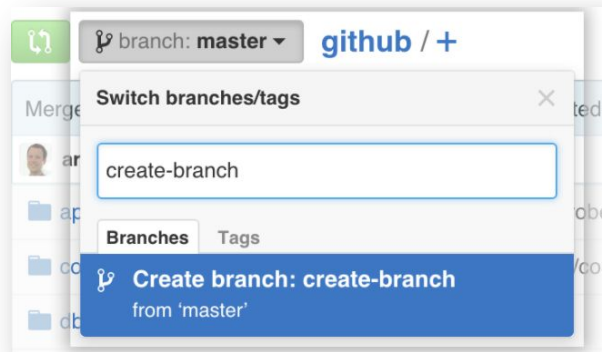 branch: master
github / +
Switch branches/tags
create-branch
Branches Tags
Create branch: create-branch
from ‘master’